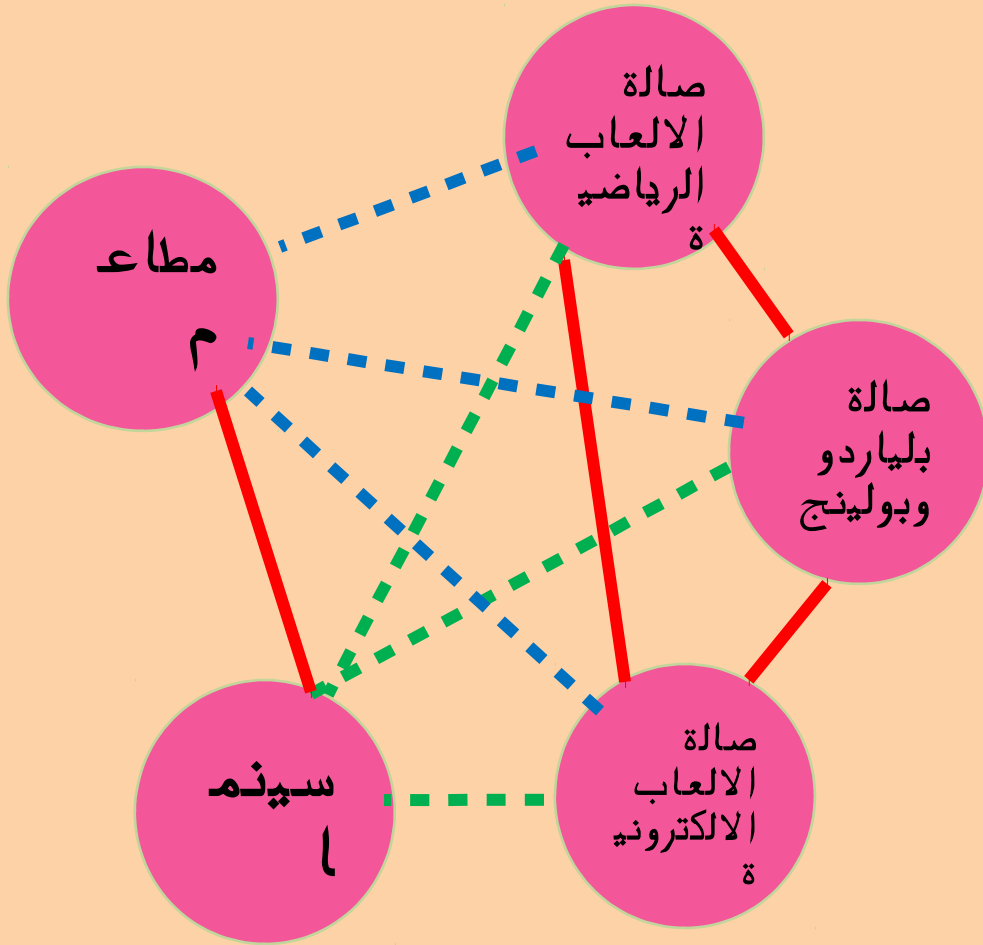 صالة
الالعاب
الرياضي
ة
مطاع
م
صالة
بلياردو
وبولينج
صالة
الالعاب
الالكتروني
ة
سينم
ا